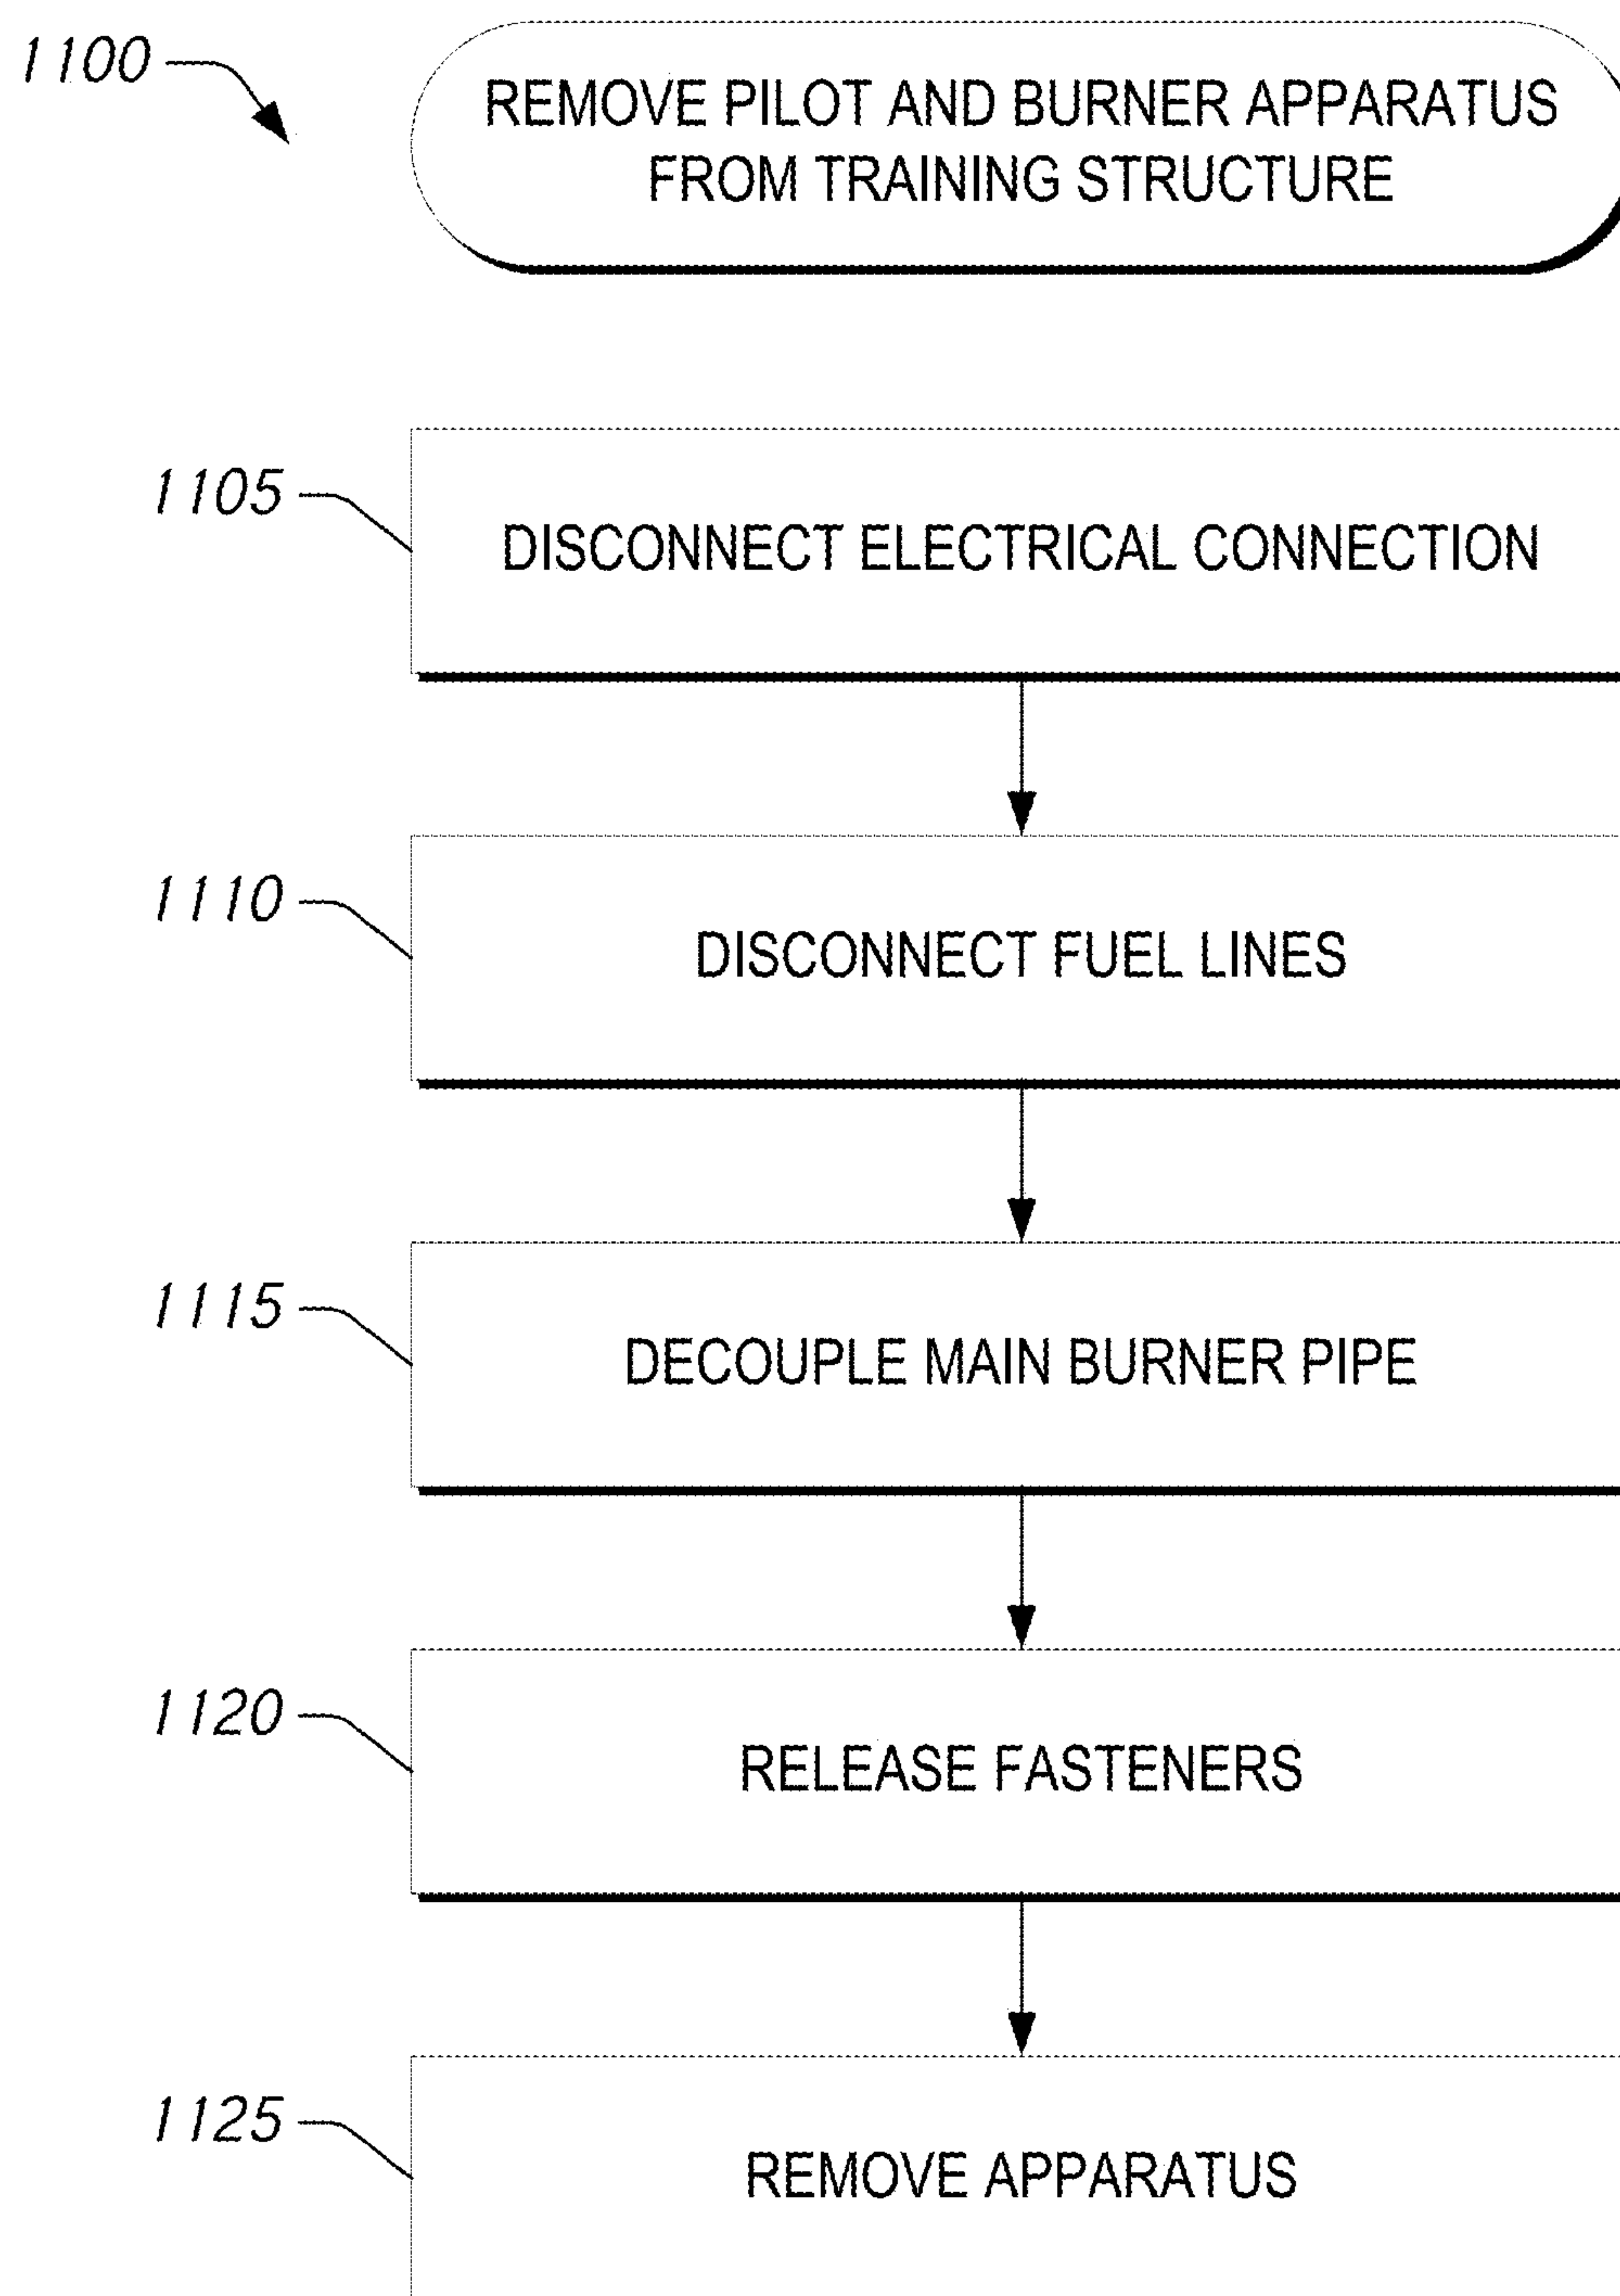 1100
REMOVE PILOT AND BURNER APPARATUS
FROM TRAINING STRUCTURE
1105
DISCONNECT ELECTRICAL CONNECTION
1110
DISCONNECT FUEL LINES
1115
DECOUPLE MAIN BURNER PIPE
1120
RELEASE FASTENERS
1125
REMOVE APPARATUS